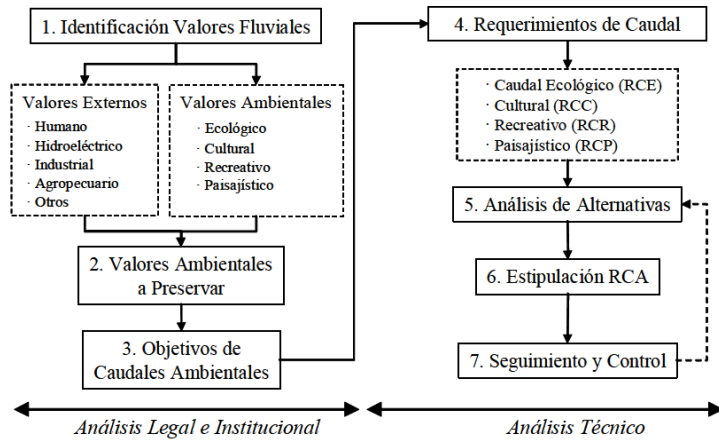 1. Identificación Valores Fluviales
Valores Externos
· Humano
· Hidroeléctrico
· Industrial
· Agropecuario
· Otros
Valores Ambientales
· Ecológico
· Cultural
· Recreativo
· Paisajístico
2. Valores Ambientales
a Preservar
3. Objetivos de
Caudales Ambientales
Análisis Legal e Institucional
4. Requerimientos de Caudal
· Caudal Ecológico (RCE)
· Cultural (RCC)
· Recreativo (RCR)
· Paisajístico (RCP)
5. Análisis de Alternativas
6. Estipulación RCA
7. Seguimiento y Control
Análisis Técnico